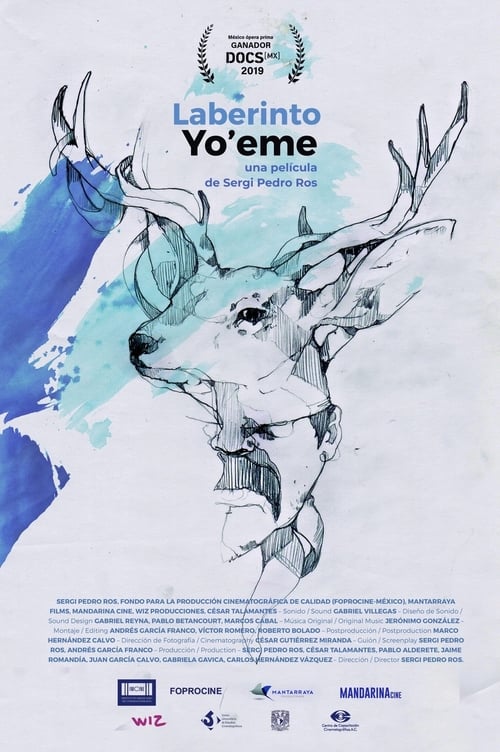 México ópera prima
GANADOR
DOCS[MX]
2019
Laberinto
Yo'eme
una película
de Sergi Pedro Ros
SERGI PEDRO ROS, FONDO PARA LA PRODUCCIÓN CINEMATOGRÁFICA DE CALIDAD (FOPROCINE-MÉXICO), MANTARRAYA
FILMS, MANDARINA CINE, WIZ PRODUCCIONES, CÉSAR TALAMANTES – Sonido / Sound GABRIEL VILLEGAS – Diseño de Sonido /
Sound Design GABRIEL REYNA, PABLO BETANCOURT, MARCOS CABAL – Música Original / Original Music JERÓNIMO GONZÁLEZ –
Montaje / Editing ANDRÉS GARCÍA FRANCO, VÍCTOR ROMERO, ROBERTO BOLADO – Postproducción / Postproduction MARCO
HERNÁNDEZ CALVO – Dirección de Fotografía / Cinematography CÉSAR GUTIÉRREZ MIRANDA – Guión / Screenplay SERGI PEDRO
ROS, ANDRÉS GARCÍA FRANCO – Producción / Production – SERGI PEDRO ROS, CÉSAR TALAMANTES, PABLO ALDERETE, JAIME
ROMANDÍA, JUAN GARCÍA CALVO, GABRIELA GAVICA, CARLOS HERNÁNDEZ VÁZQUEZ – Dirección / Director SERGI PEDRO ROS.
IMCINE
FOPROCINE
MANTARRAYA
MANDARINACINE
WIZ
Centro de Capacitación
Cinematográfica, A.C.